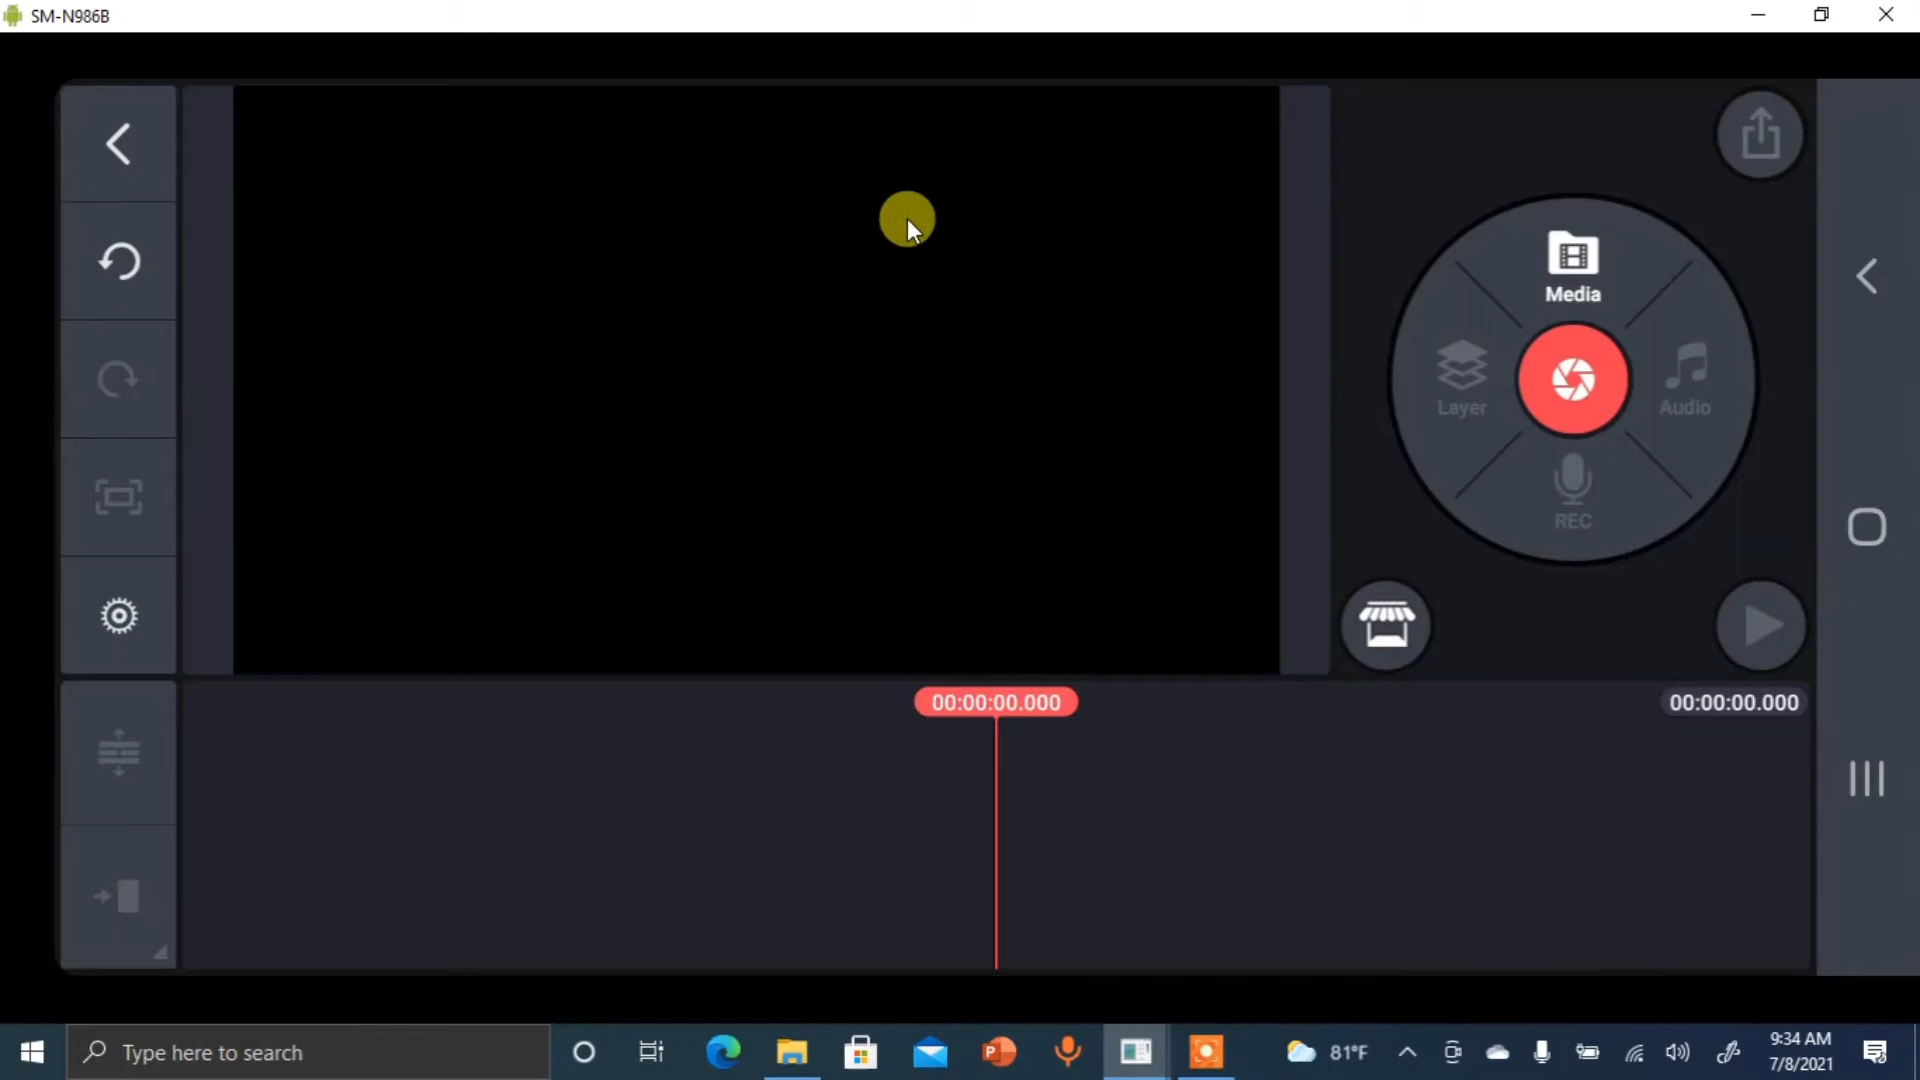 SM-N986B
Media
Layer
Audio
REC
00:00:00.000
00:00:00.000
Type here to search
81°F
9:34 AM
7/8/2021